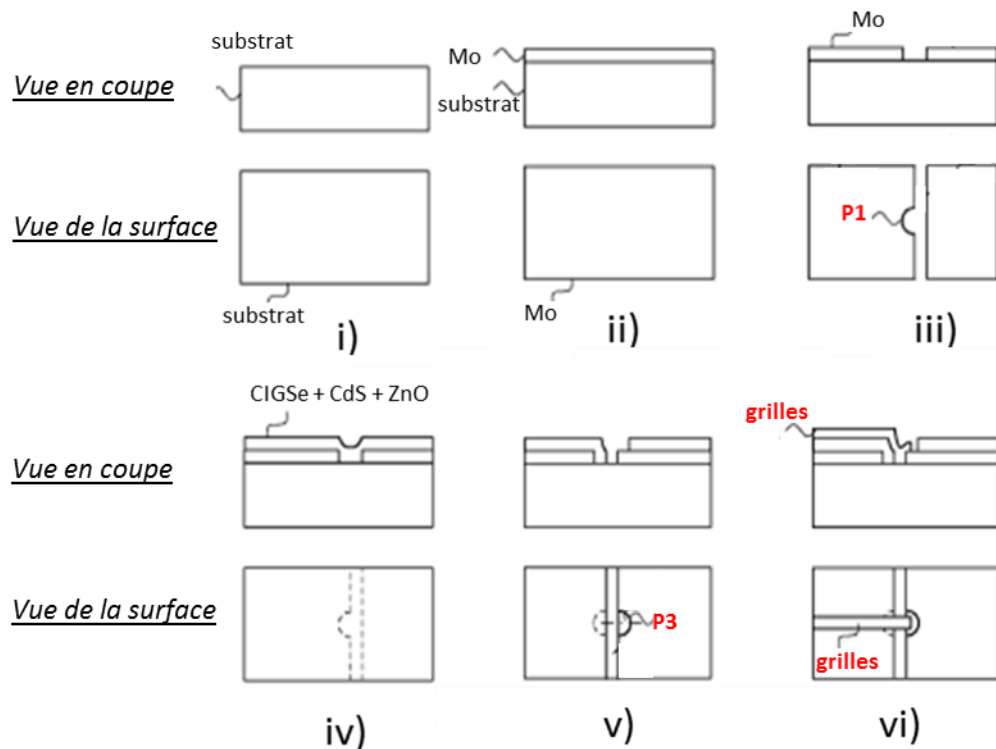 substrat
Mo
Mo
Vue en coupe
substrat
Vue de la surface
P1
substrat
Mo
i)
ii)
iii)
CIGSe + CdS + ZnO
grilles
Vue en coupe
Vue de la surface
P3
grilles
iv)
v)
vi)